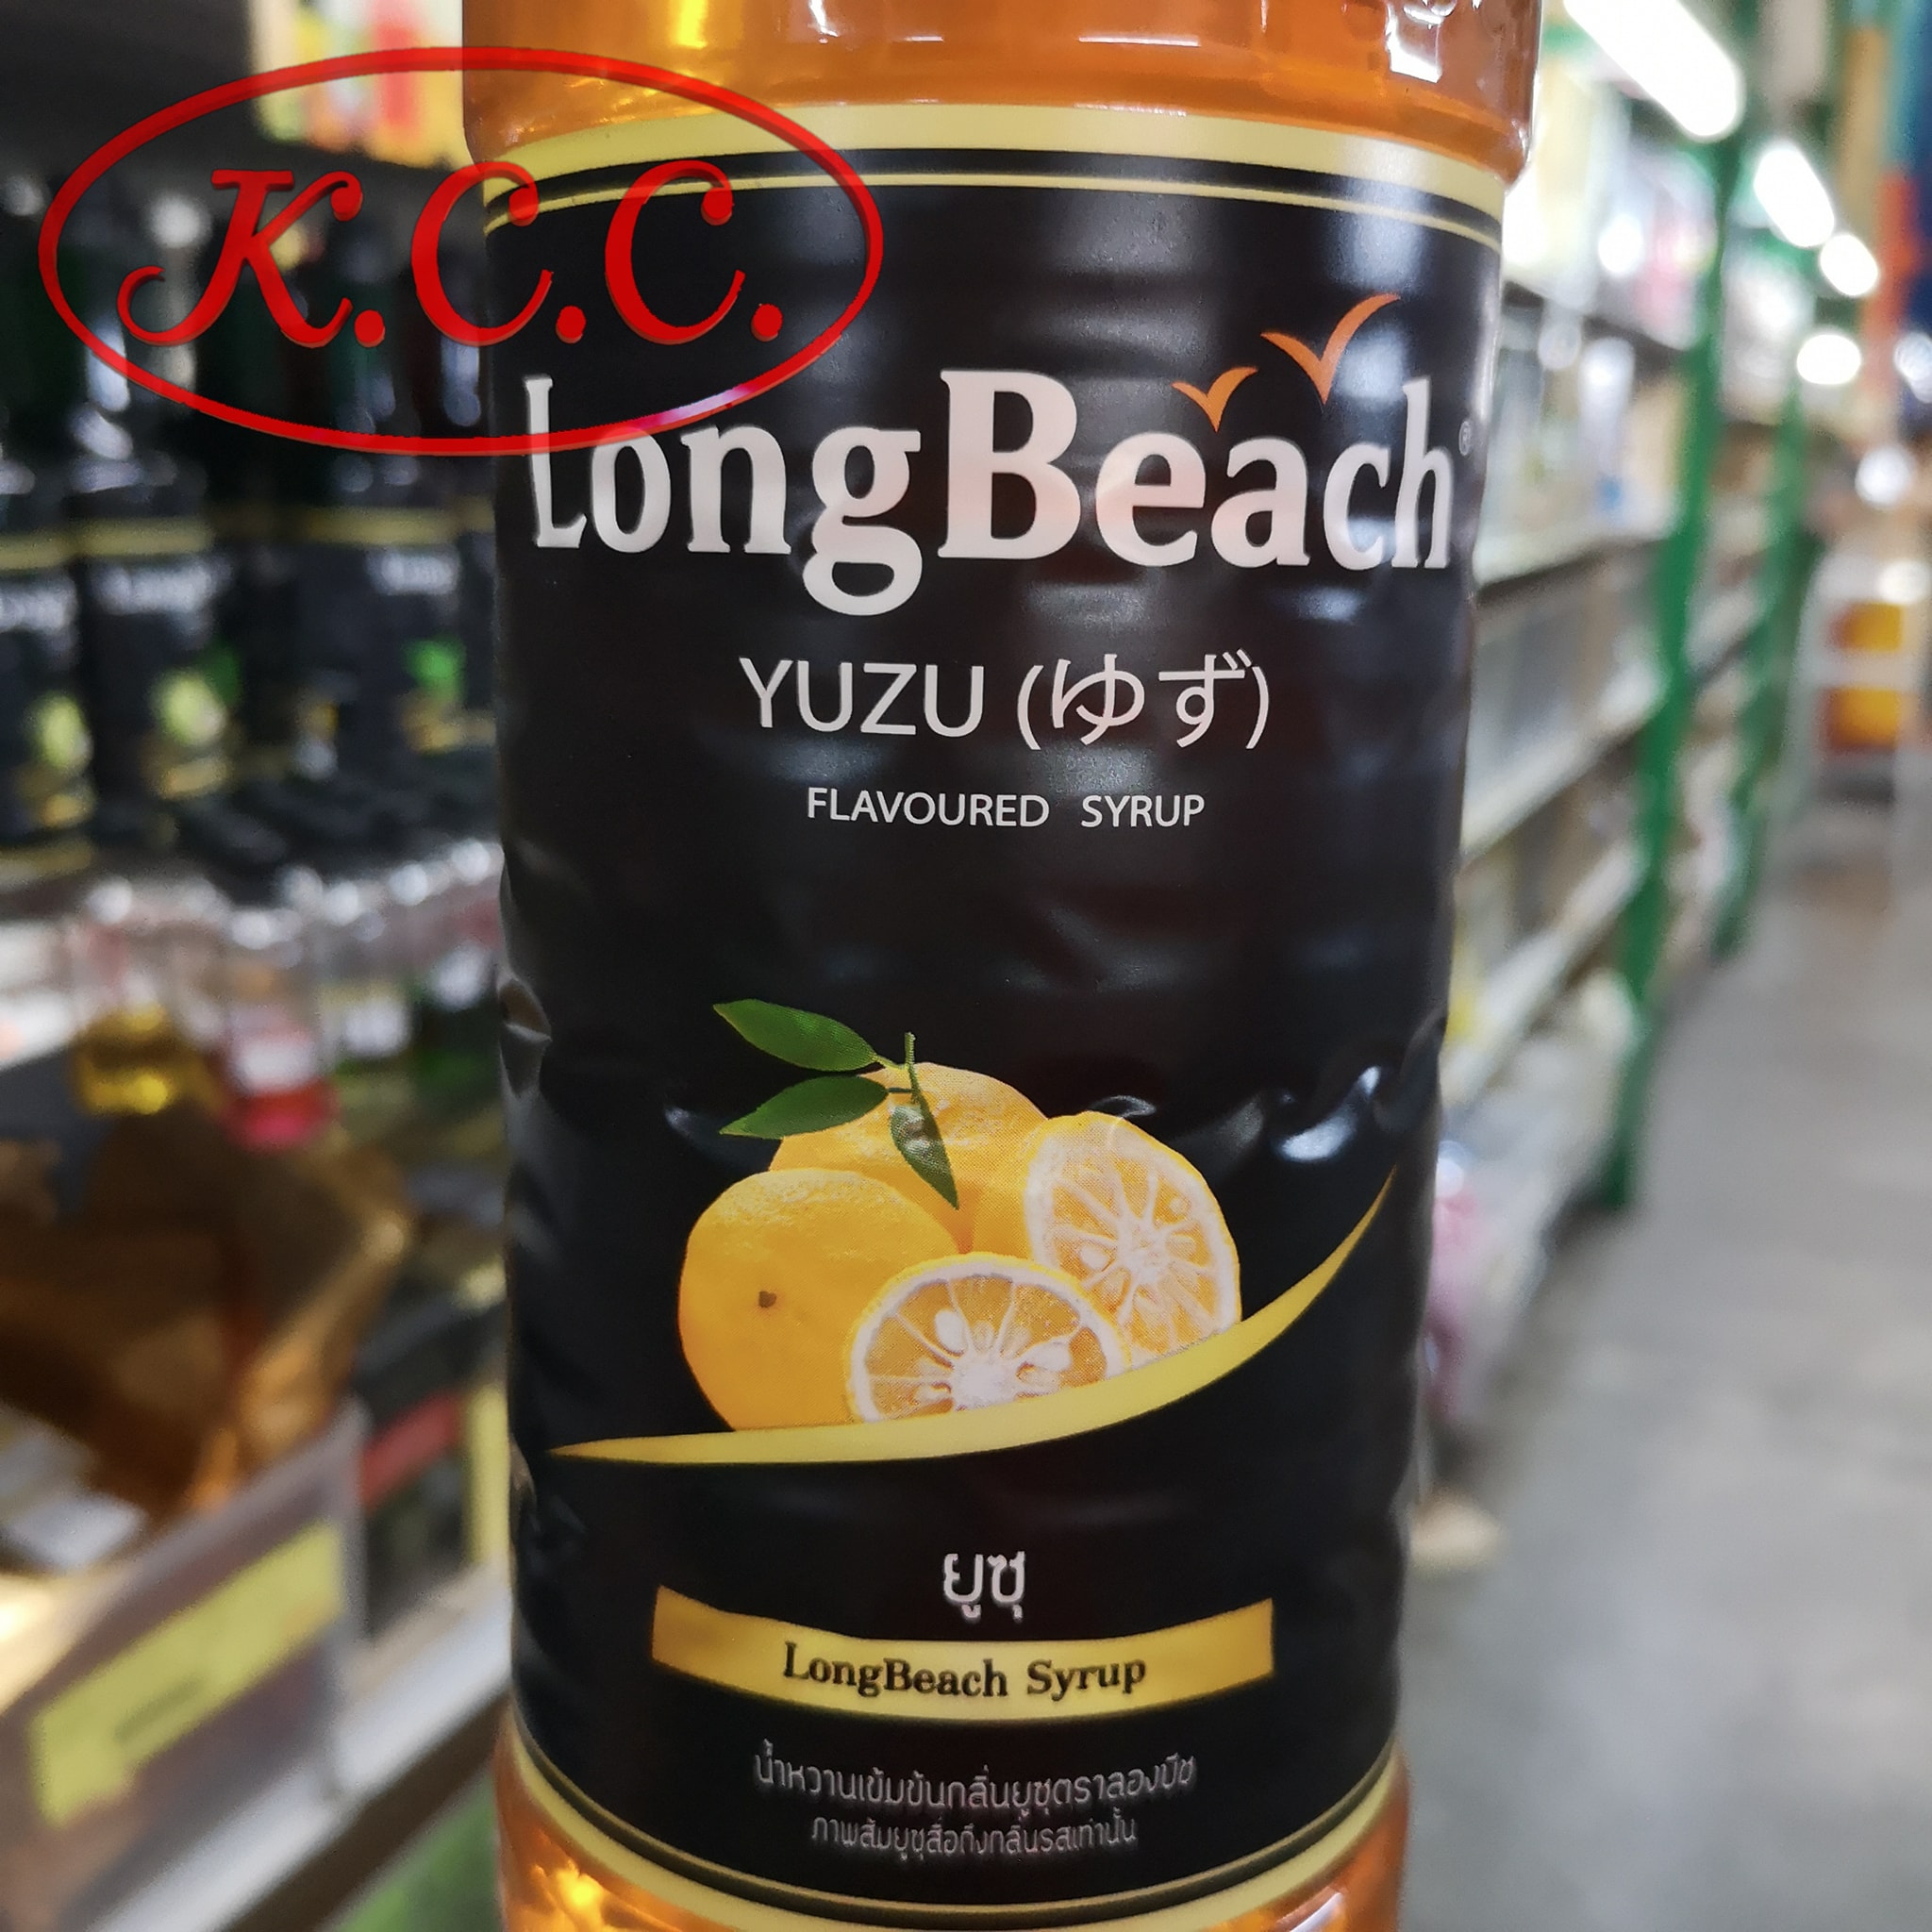 K.C.C.
LongBeach®
YUZU (ゆず)
FLAVOURED SYRUP
ยูซุ
LongBeach Syrup
น้ำหวานเข้มข้นกลิ่นยูซุตราลองบีช
ภาพส้มยูซุสื่อถึงกลิ่นรสเท่านั้น